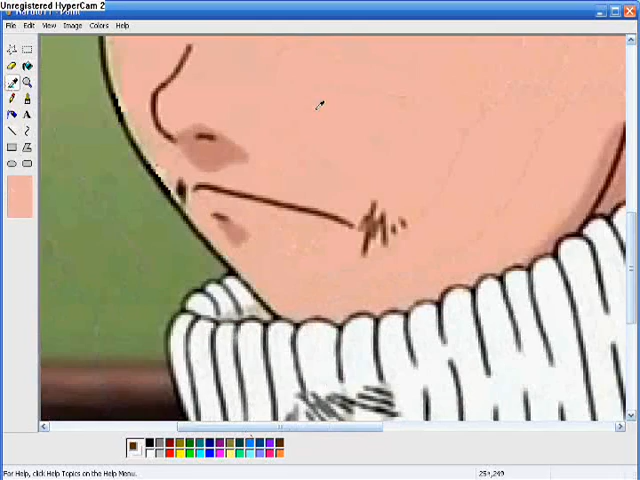 Unregistered HyperCam 2
File Edit View Image Colors Help
A
For Help, click Help Topics on the Help Menu.